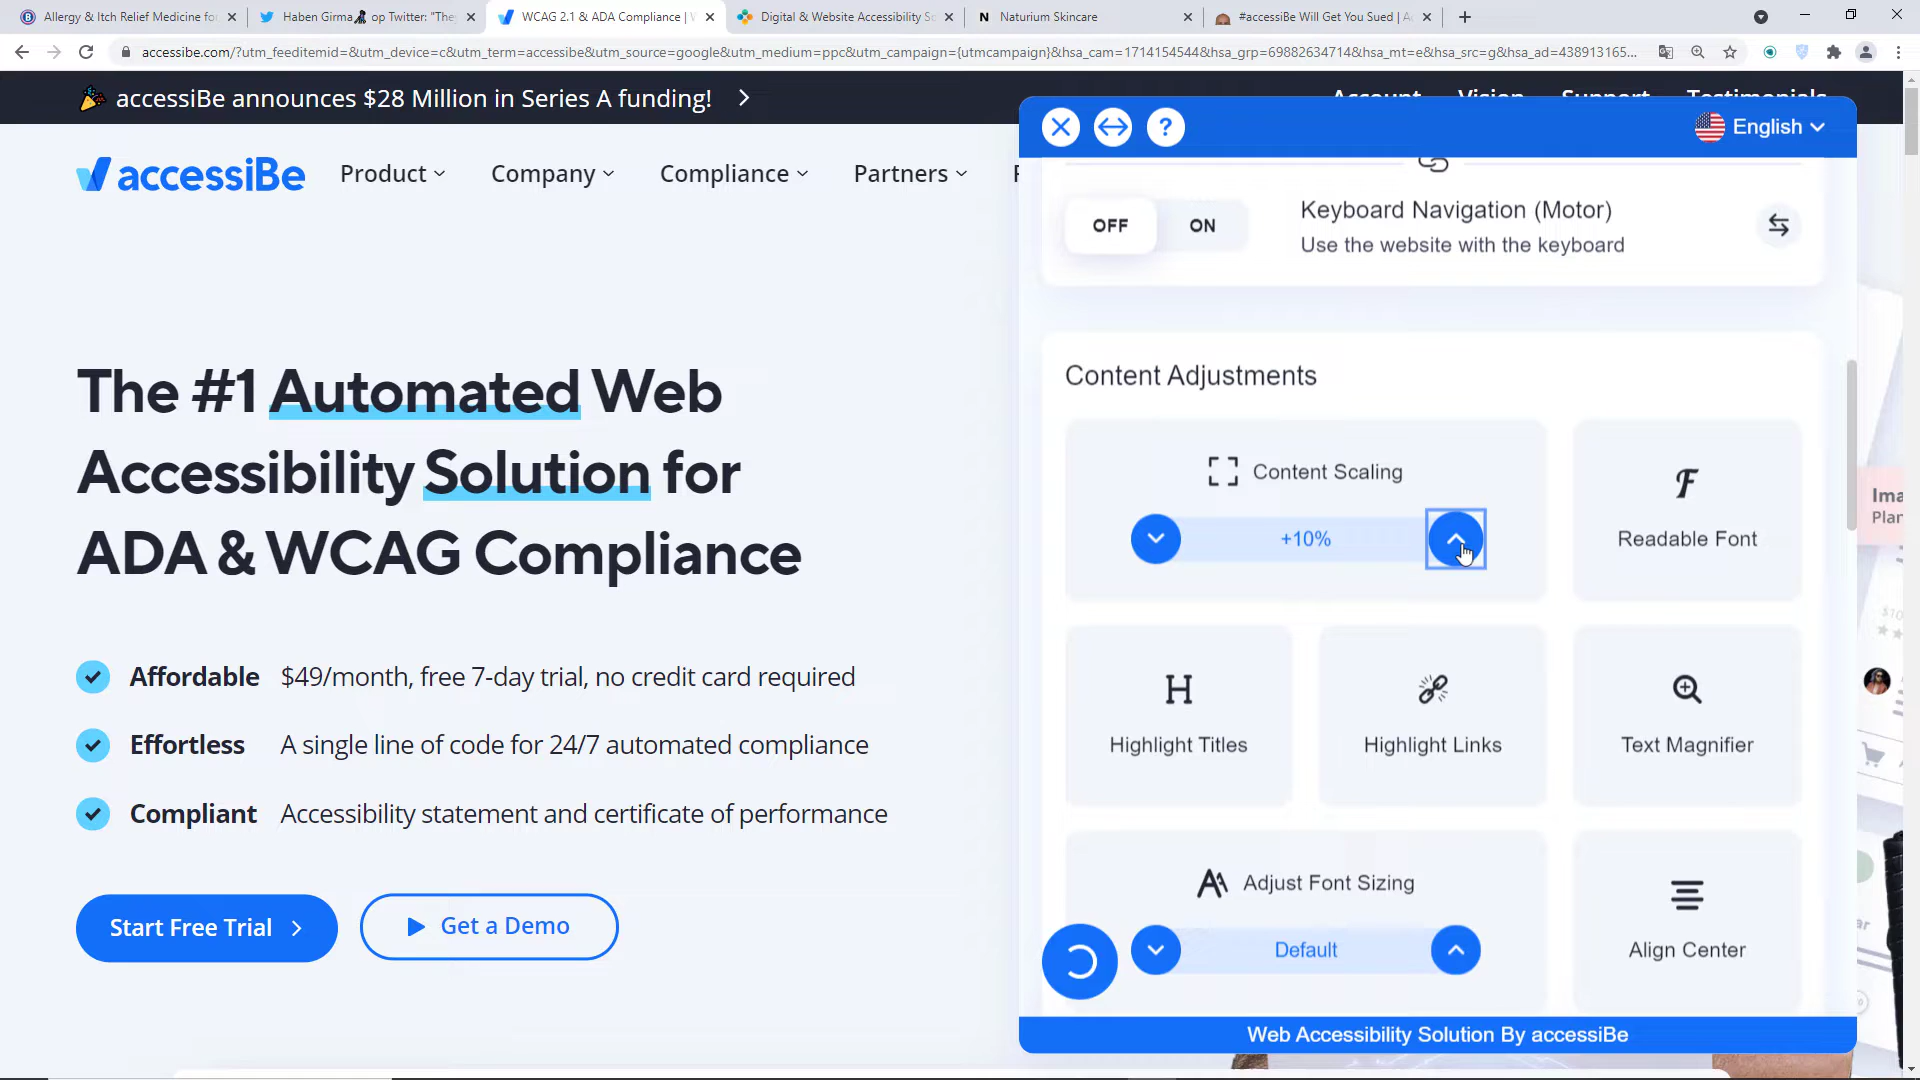 Allergy & Itch Relief Medicine fo
Haben Girma op Twitter: "The
WCAG 2.1 & ADA Compliance |
Digital & Website Accessibility S
Naturium Skincare
#accessiBe Will Get You Sued | A
accessibe.com/?utm_feeditemid=&utm_device=c&utm_term=accessibe&utm_source=google&utm_medium=ppc&utm_campaign={utmcampaign}&hsa_cam=1714154544&hsa_grp=69882634714&hsa_mt=e&hsa_src=g&hsa_ad=438913165...
accessiBe announces $28 Million in Series A funding!
Account Vision Support Testimonials
accessiBe
Product Company Compliance Partners
English
OFF ON
Keyboard Navigation (Motor)
Use the website with the keyboard
The #1 Automated Web
Accessibility Solution for
ADA & WCAG Compliance
Content Adjustments
Content Scaling
+10%
Readable Font
Highlight Titles
Highlight Links
Text Magnifier
Adjust Font Sizing
Default
Align Center
Affordable $49/month, free 7-day trial, no credit card required
Effortless A single line of code for 24/7 automated compliance
Compliant Accessibility statement and certificate of performance
Start Free Trial
Get a Demo
Web Accessibility Solution By accessiBe
Ima
Plan